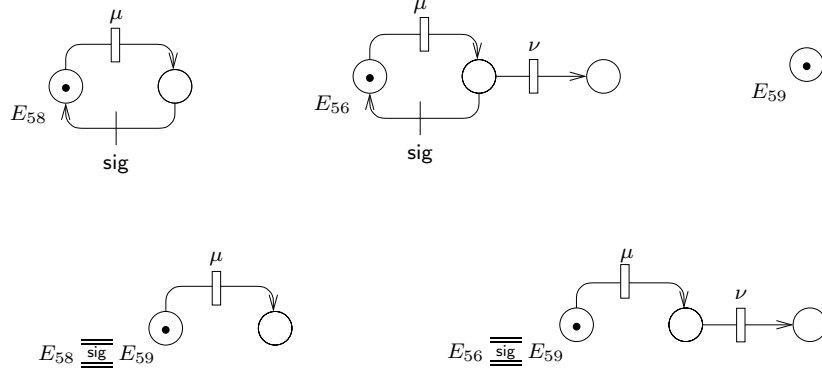 μ μ
ν
E₅₈ E₅₆ E₅₉
sig sig
μ μ
ν
E₅₈ sig E₅₉ E₅₆ sig E₅₉